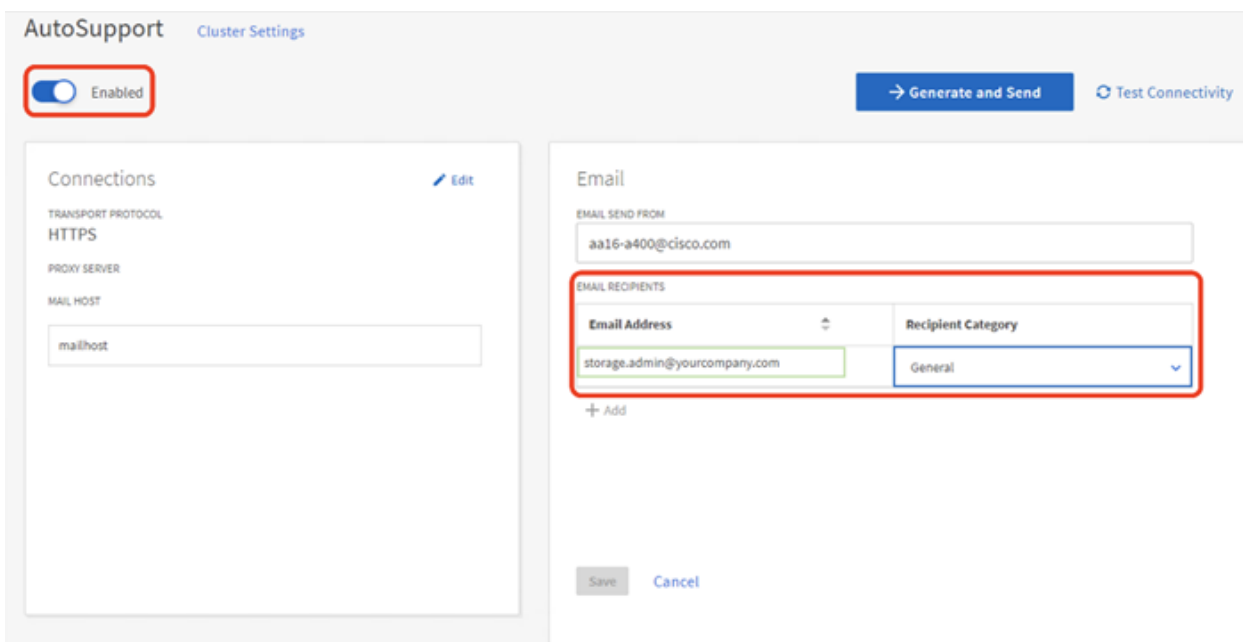 AutoSupport Cluster Settings
Enabled
→ Generate and Send
Test Connectivity
Connections
Edit
TRANSPORT PROTOCOL
HTTPS
PROXY SERVER
MAIL HOST
mailhost
Email
EMAIL SEND FROM
aa16-a400@cisco.com
EMAIL RECIPIENTS
Email Address Recipient Category
storage.admin@yourcompany.com General
+ Add
Save Cancel